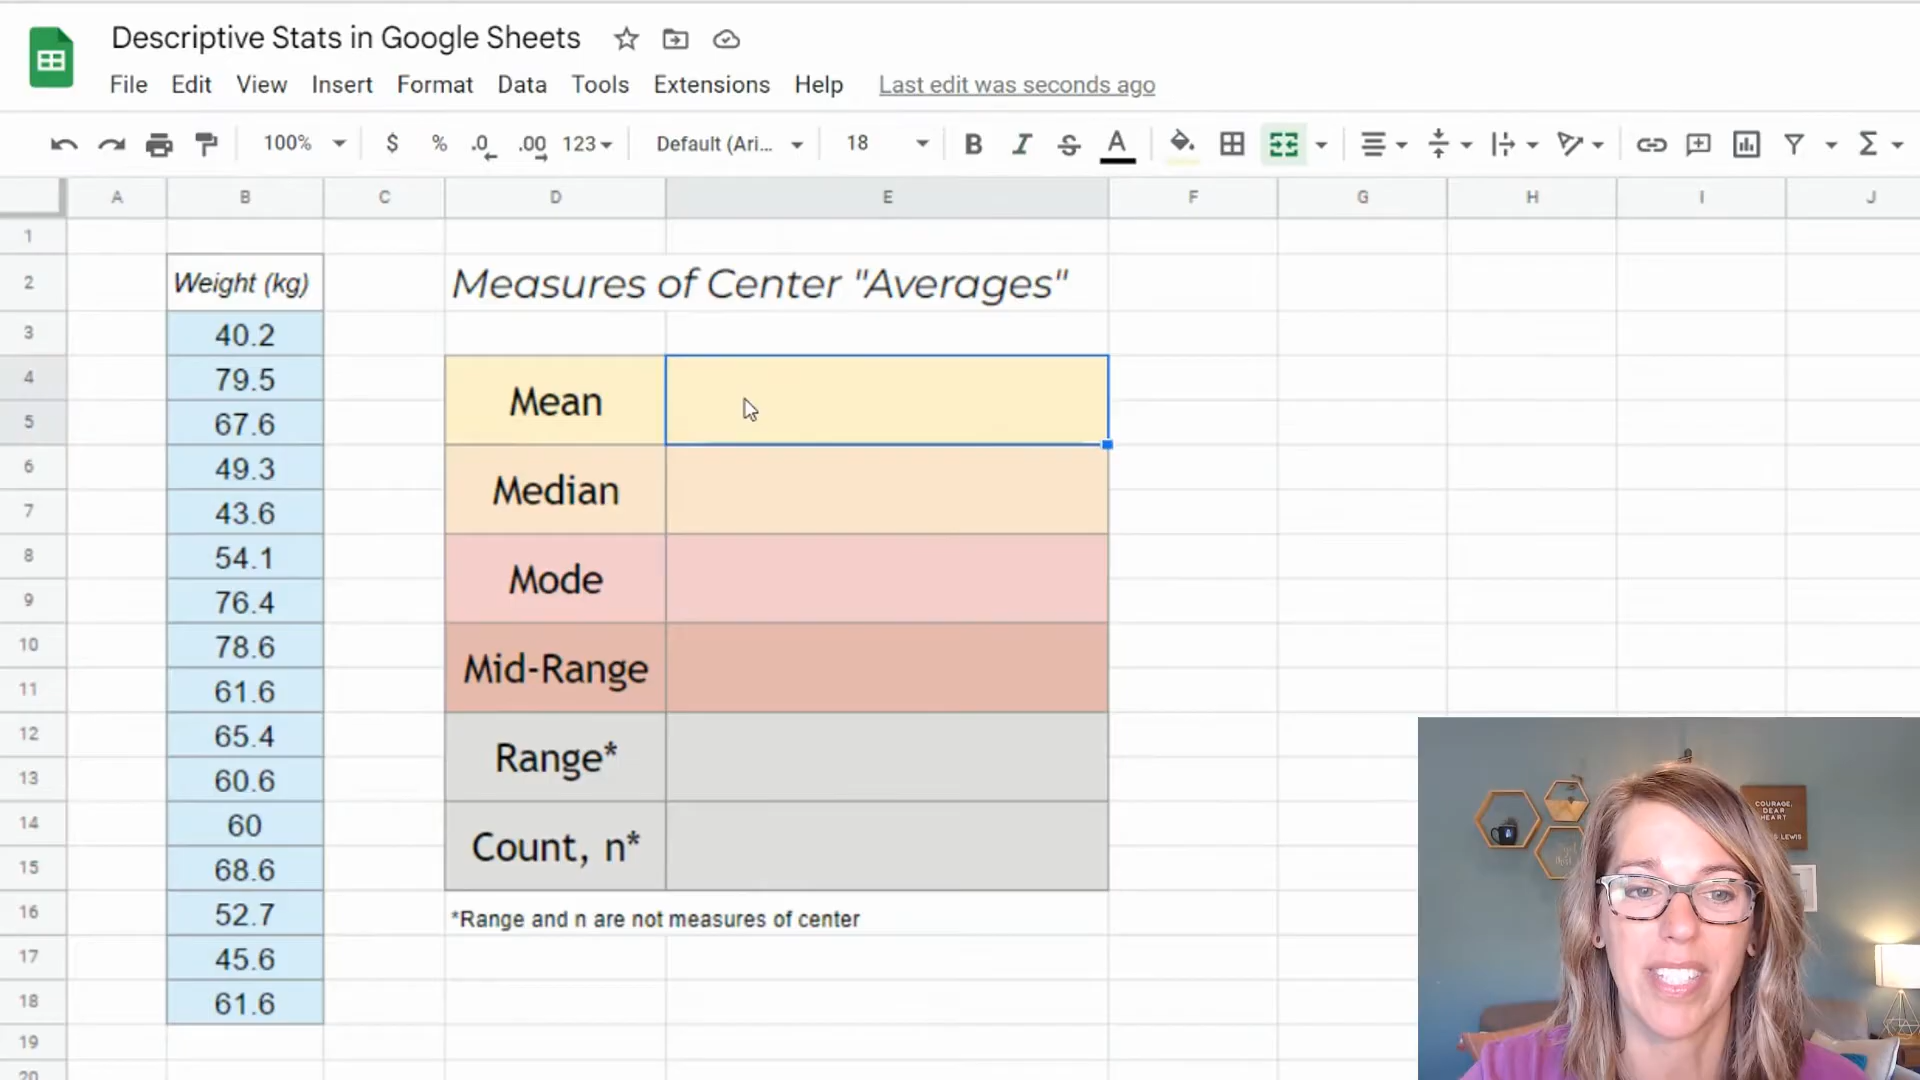 Descriptive Stats in Google Sheets
File Edit View Insert Format Data Tools Extensions Help Last edit was seconds ago
100% $ % .0 .00 123 Default (Ari... 18 B I S A Σ
A B C D E F G H I J
1
2 Weight (kg) Measures of Center "Averages"
3 40.2
4 79.5
Mean
5 67.6
6 49.3
Median
7 43.6
8 54.1
Mode
9 76.4
10 78.6
Mid-Range
11 61.6
12 65.4
Range*
13 60.6
14 60
Count, n*
15 68.6
16 52.7 *Range and n are not measures of center
17 45.6
18 61.6
19
20
COURAGE,
DEAR
HEART
LEWIS